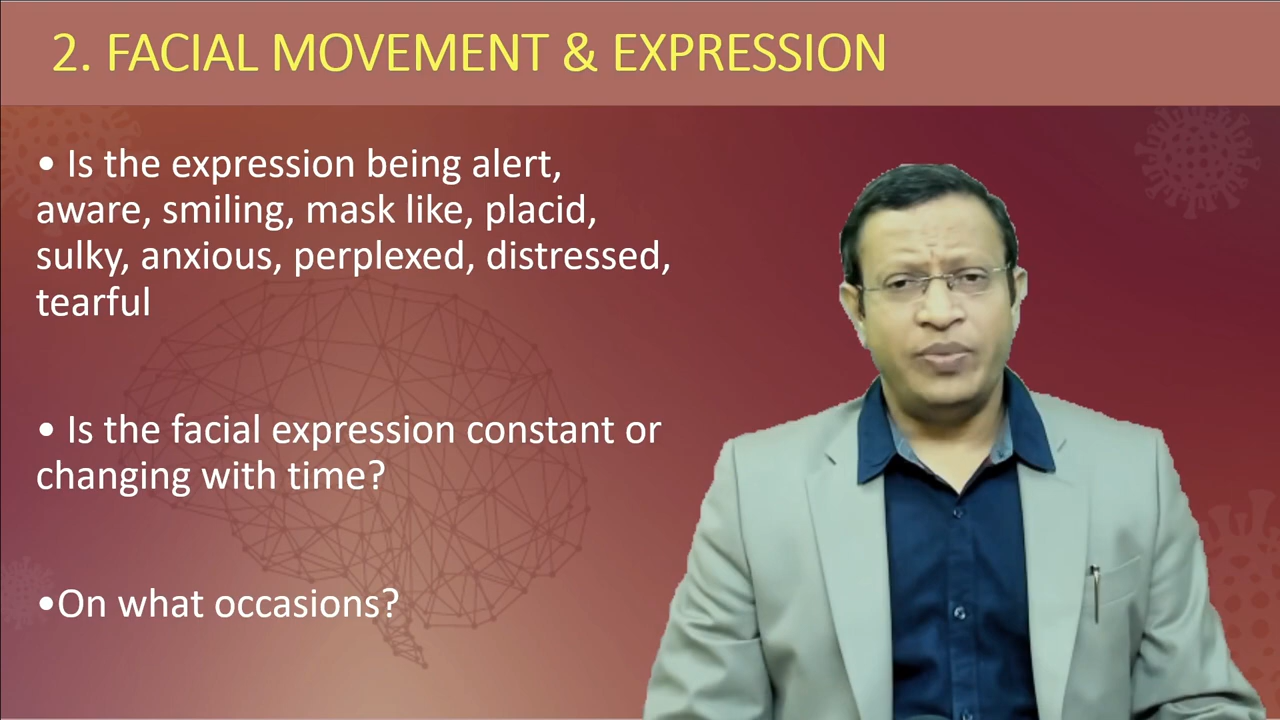 2. FACIAL MOVEMENT & EXPRESSION
• Is the expression being alert,
aware, smiling, mask like, placid,
sulky, anxious, perplexed, distressed,
tearful
• Is the facial expression constant or
changing with time?
•On what occasions?